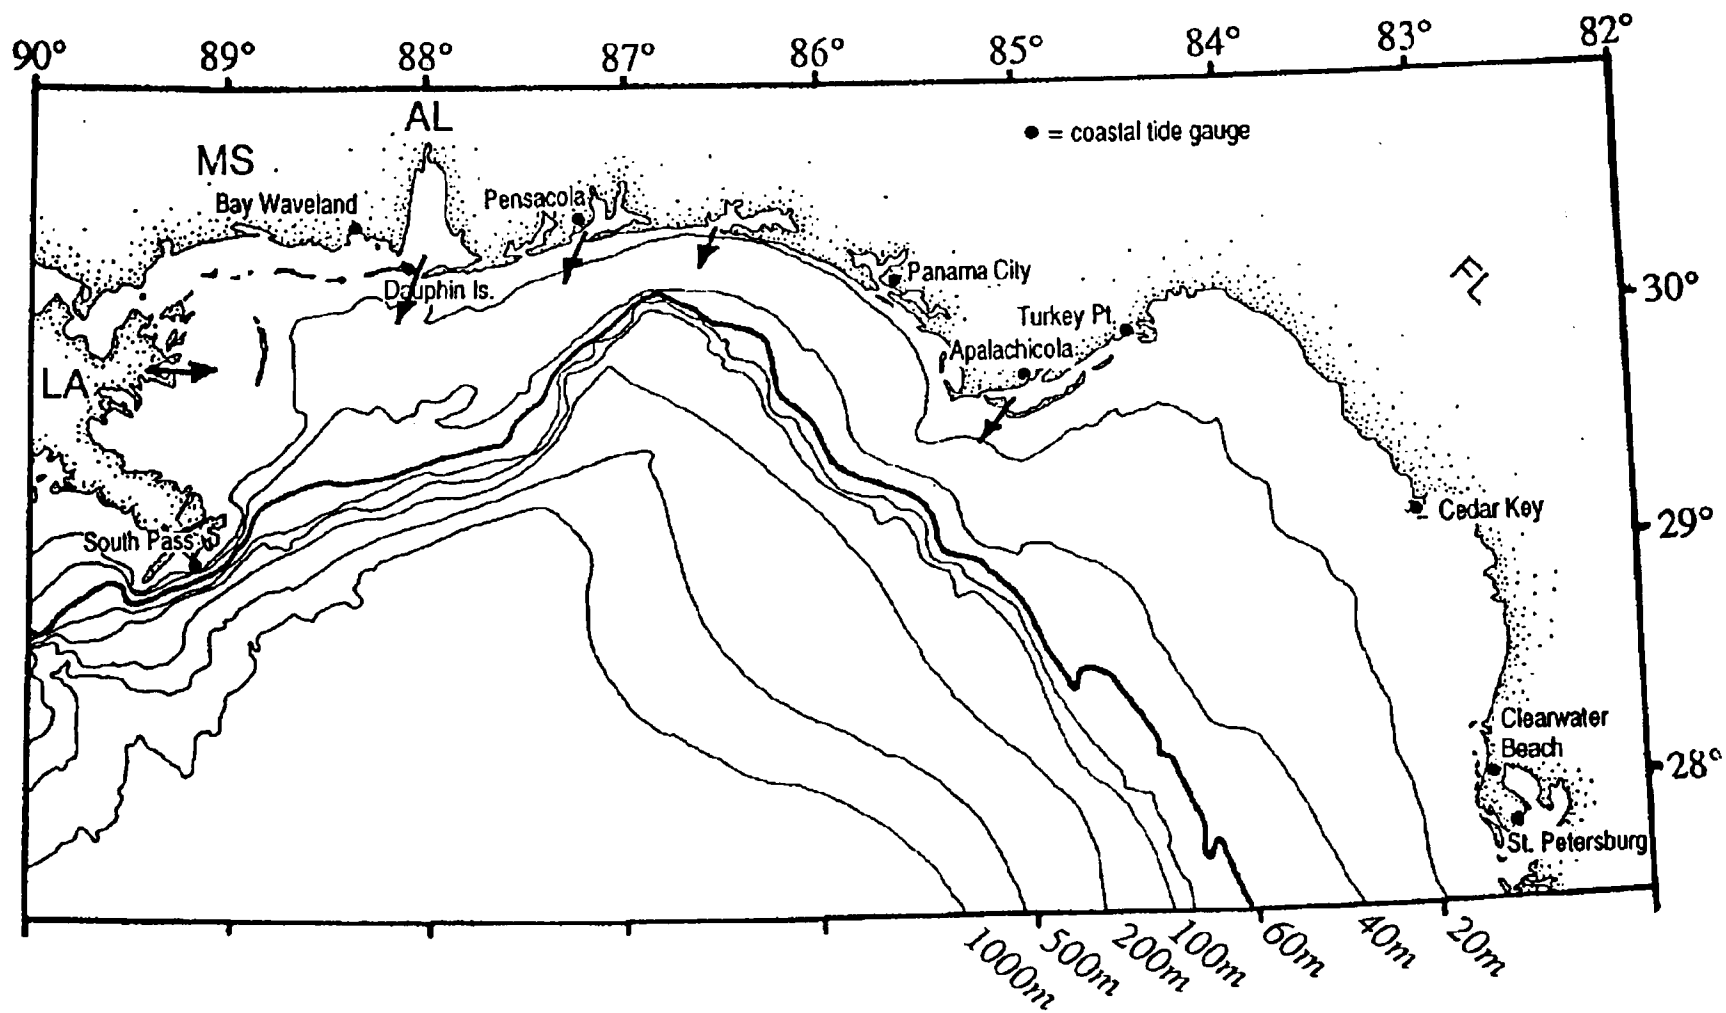 90°
89°
88°
87°
86°
85°
84°
83°
82°
AL
● = coastal tide gauge
MS
Bay Waveland
Pensacola
FL
Panama City
30°
Dauphin Is.
Turkey Pt.
Apalachicola
LA
Cedar Key
29°
South Pass
Clearwater
Beach
28°
St. Petersburg
1000m
500m
200m
100m
60m
40m
20m